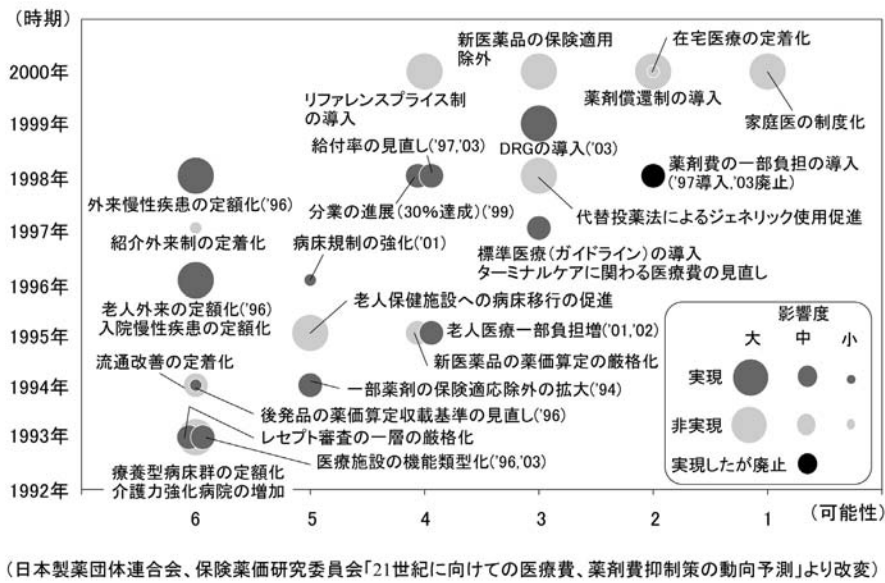 (時期)
2000年
1999年
1998年
1997年
1996年
1995年
1994年
1993年
1992年
新医薬品の保険適用
除外
在宅医療の定着化
リファレンスプライス制
の導入
薬剤償還制の導入
家庭医の制度化
給付率の見直し('97,'03)
DRGの導入('03)
外来慢性疾患の定額化('96)
分業の進展(30%達成)('99)
薬剤費の一部負担の導入
('97導入,'03廃止)
代替投薬法によるジェネリック使用促進
紹介外来制の定着化
病床規制の強化('01)
標準医療(ガイドライン)の導入
ターミナルケアに関わる医療費の見直し
老人外来の定額化('96)
入院慢性疾患の定額化
老人保健施設への病床移行の促進
老人医療一部負担増('01,'02)
新医薬品の薬価算定の厳格化
流通改善の定着化
一部薬剤の保険適応除外の拡大('94)
後発品の薬価算定収載基準の見直し('96)
レセプト審査の一層の厳格化
医療施設の機能類型化('96,'03)
療養型病床群の定額化
介護力強化病院の増加
影響度
大 中 小
実現
非実現
実現したが廃止
6 5 4 3 2 1 (可能性)
(日本製薬団体連合会、保険薬価研究委員会「21世紀に向けての医療費、薬剤費抑制策の動向予測」より改変)